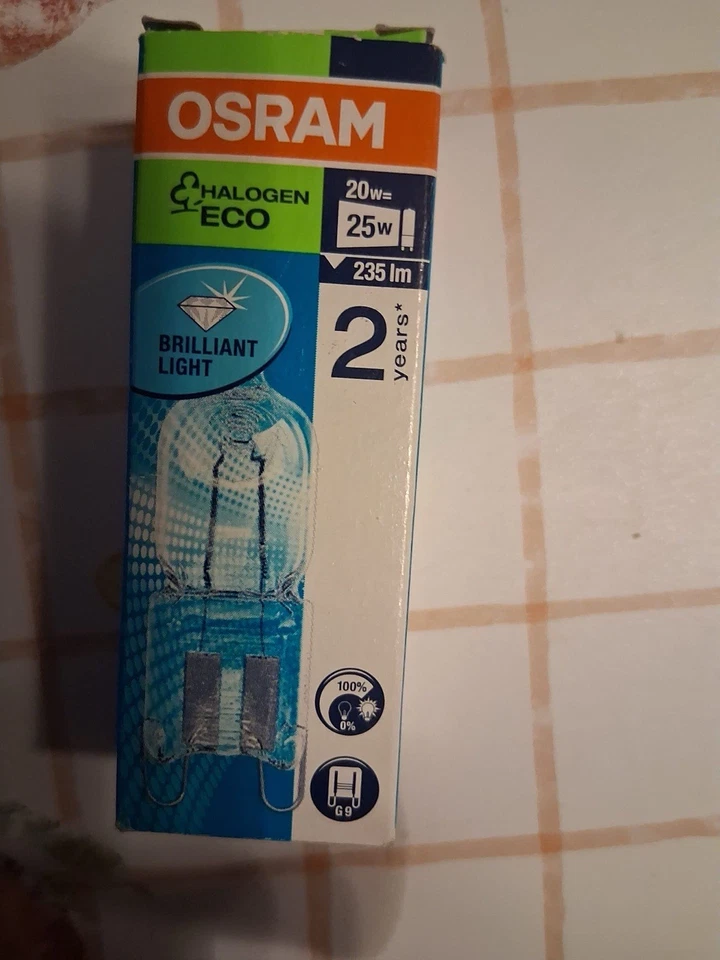 OSRAM
HALOGEN
ECO
20w=
25w
235 lm
BRILLIANT
LIGHT
2
years*
100%
0%
G9